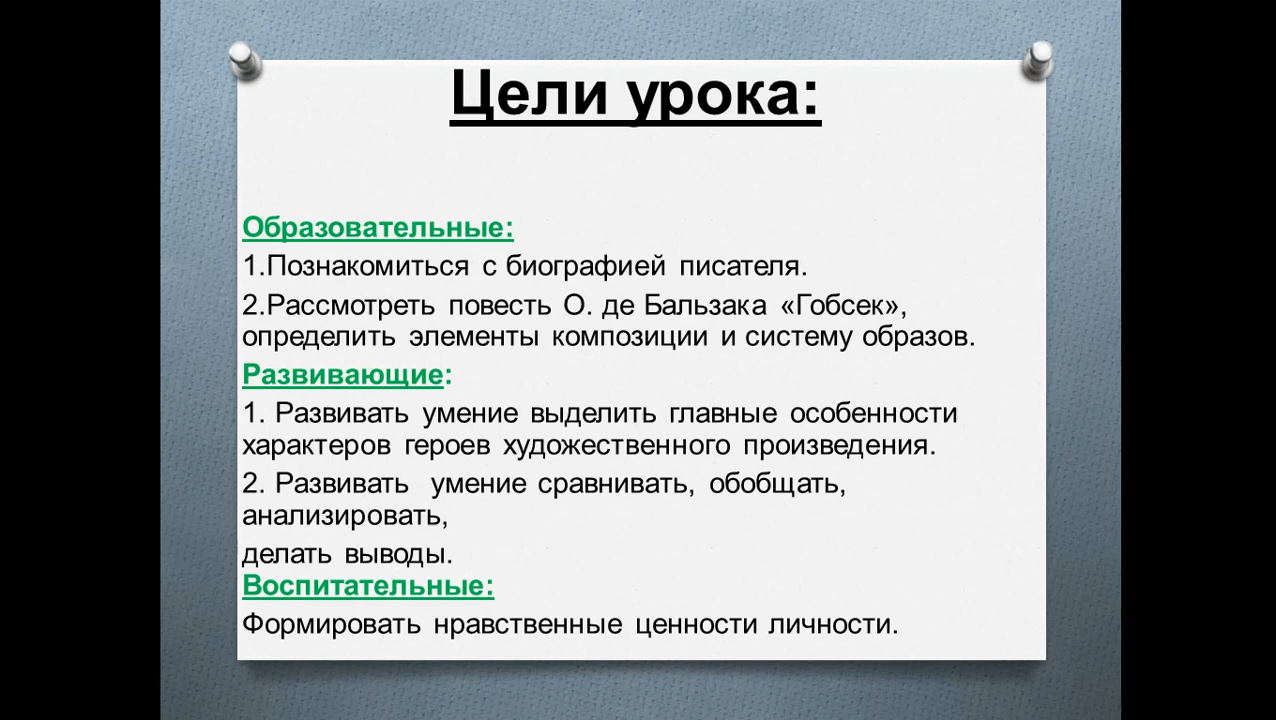 Цели урока:
Образовательные:
1.Познакомиться с биографией писателя.
2.Рассмотреть повесть О. де Бальзака «Гобсек»,
определить элементы композиции и систему образов.
Развивающие:
1. Развивать умение выделить главные особенности
характеров героев художественного произведения.
2. Развивать умение сравнивать, обобщать,
анализировать,
делать выводы.
Воспитательные:
Формировать нравственные ценности личности.